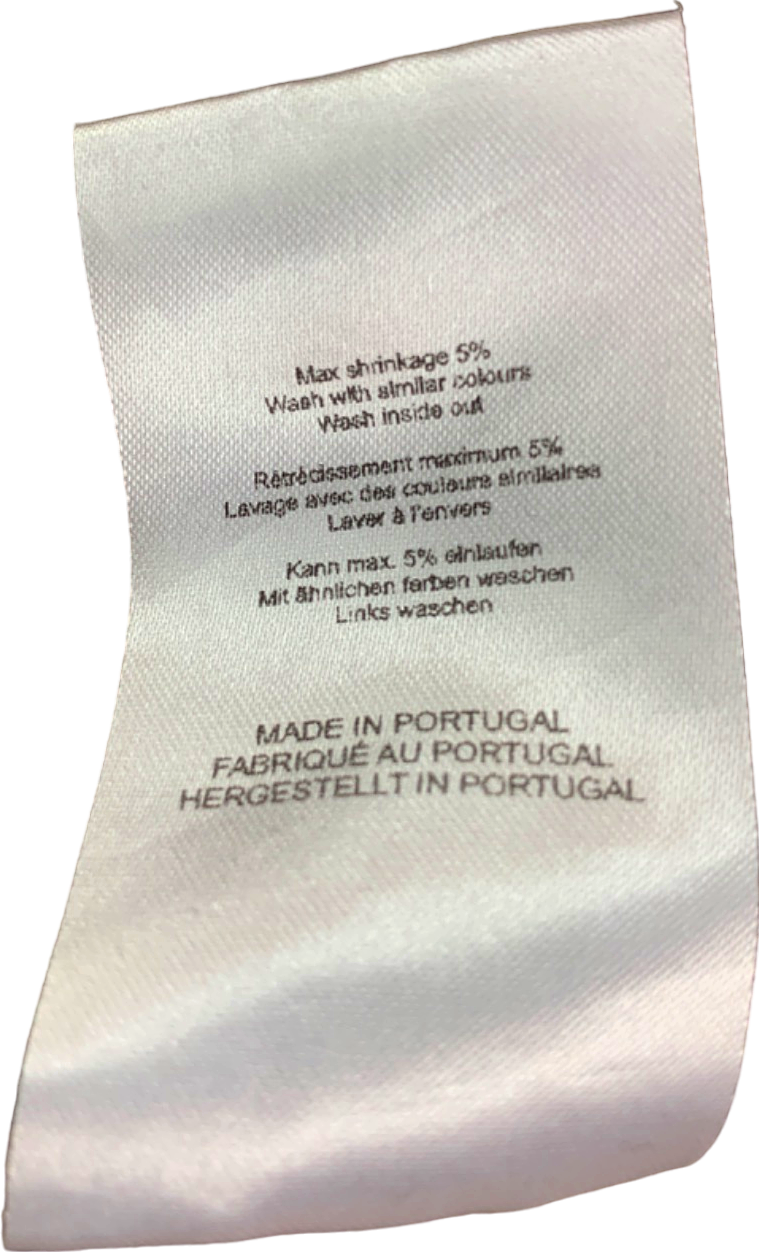 Max shrinkage 5%
Wash with similar colours
Wash inside out
Rétrécissement maximum 5%
Lavage avec des couleurs similaires
Laver à l'envers
Kann max. 5% einlaufen
Mit ähnlichen farben waschen
Links waschen
MADE IN PORTUGAL
FABRIQUÉ AU PORTUGAL
HERGESTELLT IN PORTUGAL